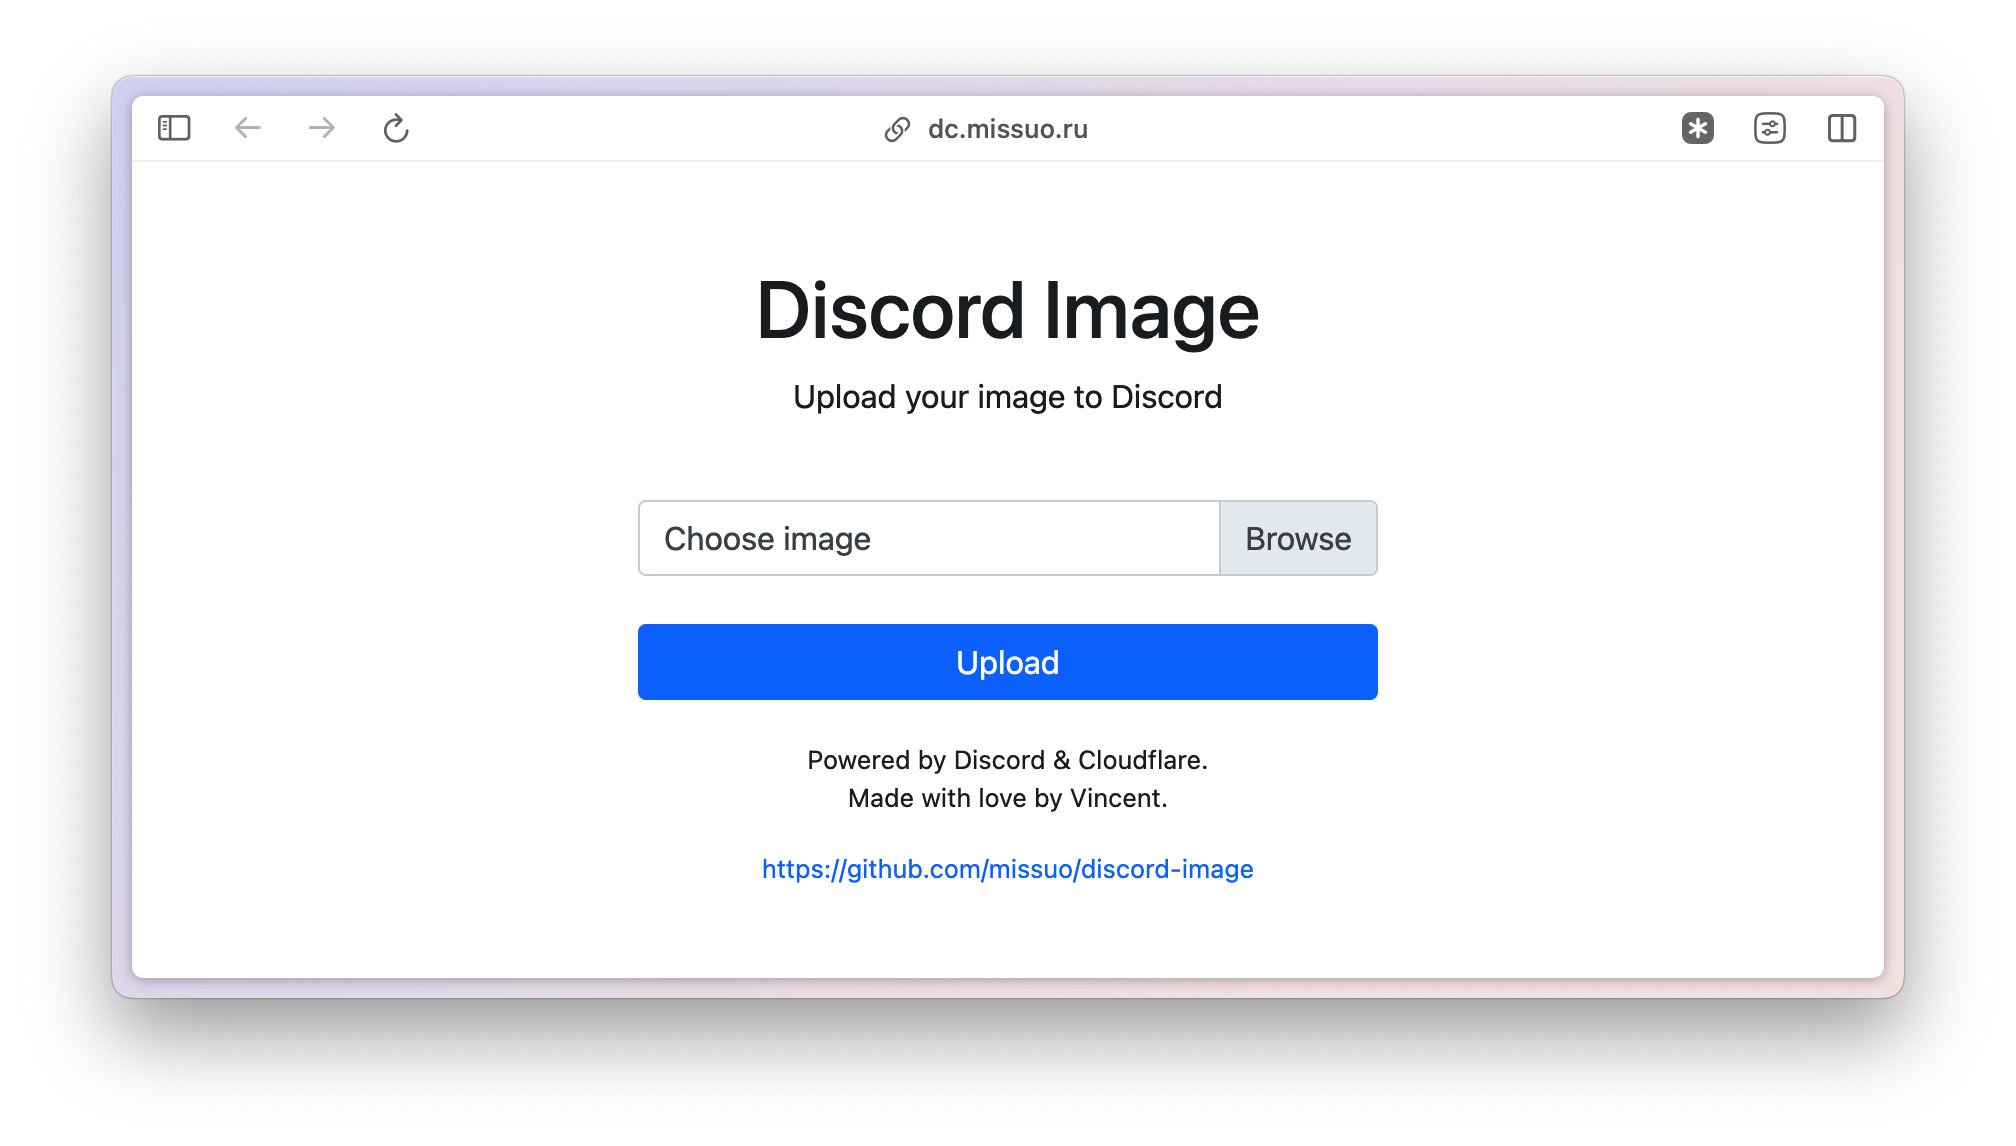 dc.missuo.ru
Discord Image
Upload your image to Discord
Choose image
Browse
Upload
Powered by Discord & Cloudflare.
Made with love by Vincent.
https://github.com/missuo/discord-image